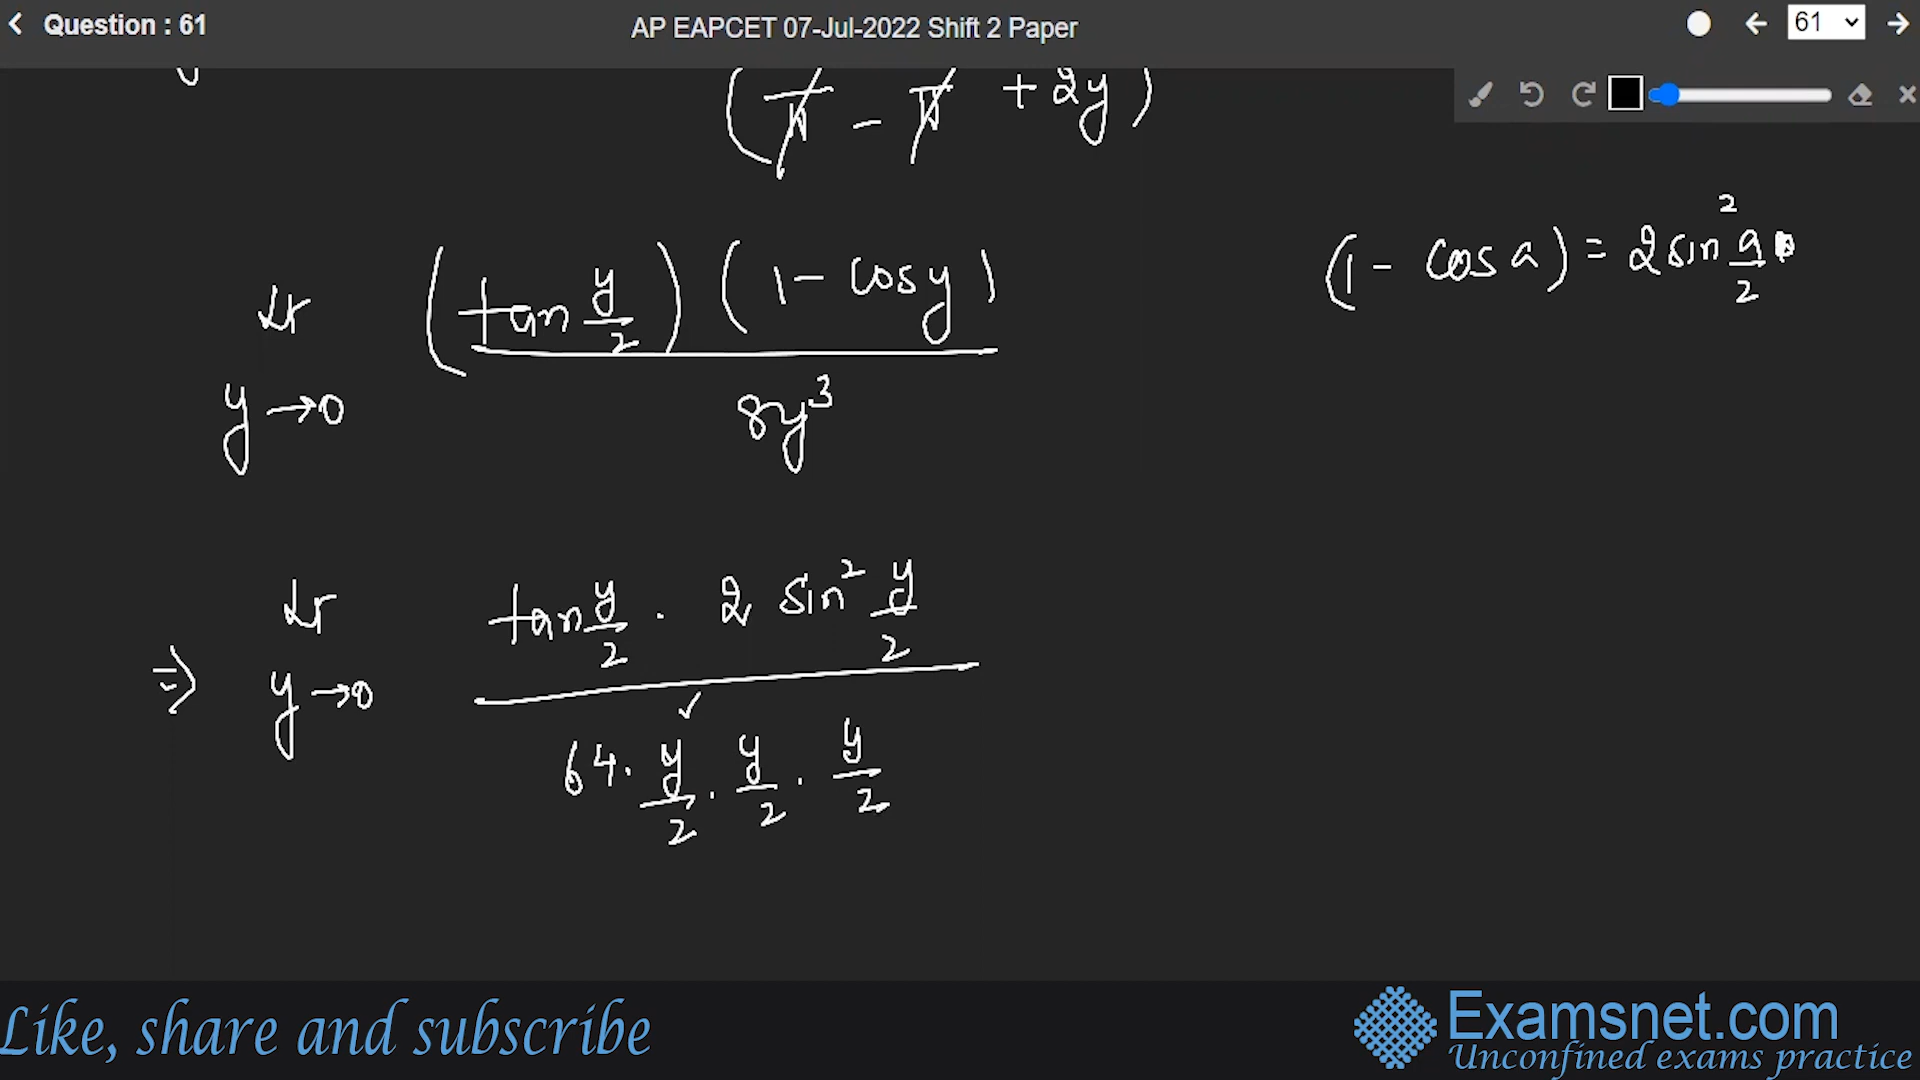 Question : 61
AP EAPCET 07-Jul-2022 Shift 2 Paper
61
(π - π + 2y)
(1 - cos a) = 2 sin² a/2
Lt y→0 (tan y/2) (1 - cos y) / 8y³
⇒ Lt y→0 tan y/2 . 2 sin² y/2 / 64 . y/2 . y/2 . y/2
Like, share and subscribe
Examsnet.com
Unconfined exams practice